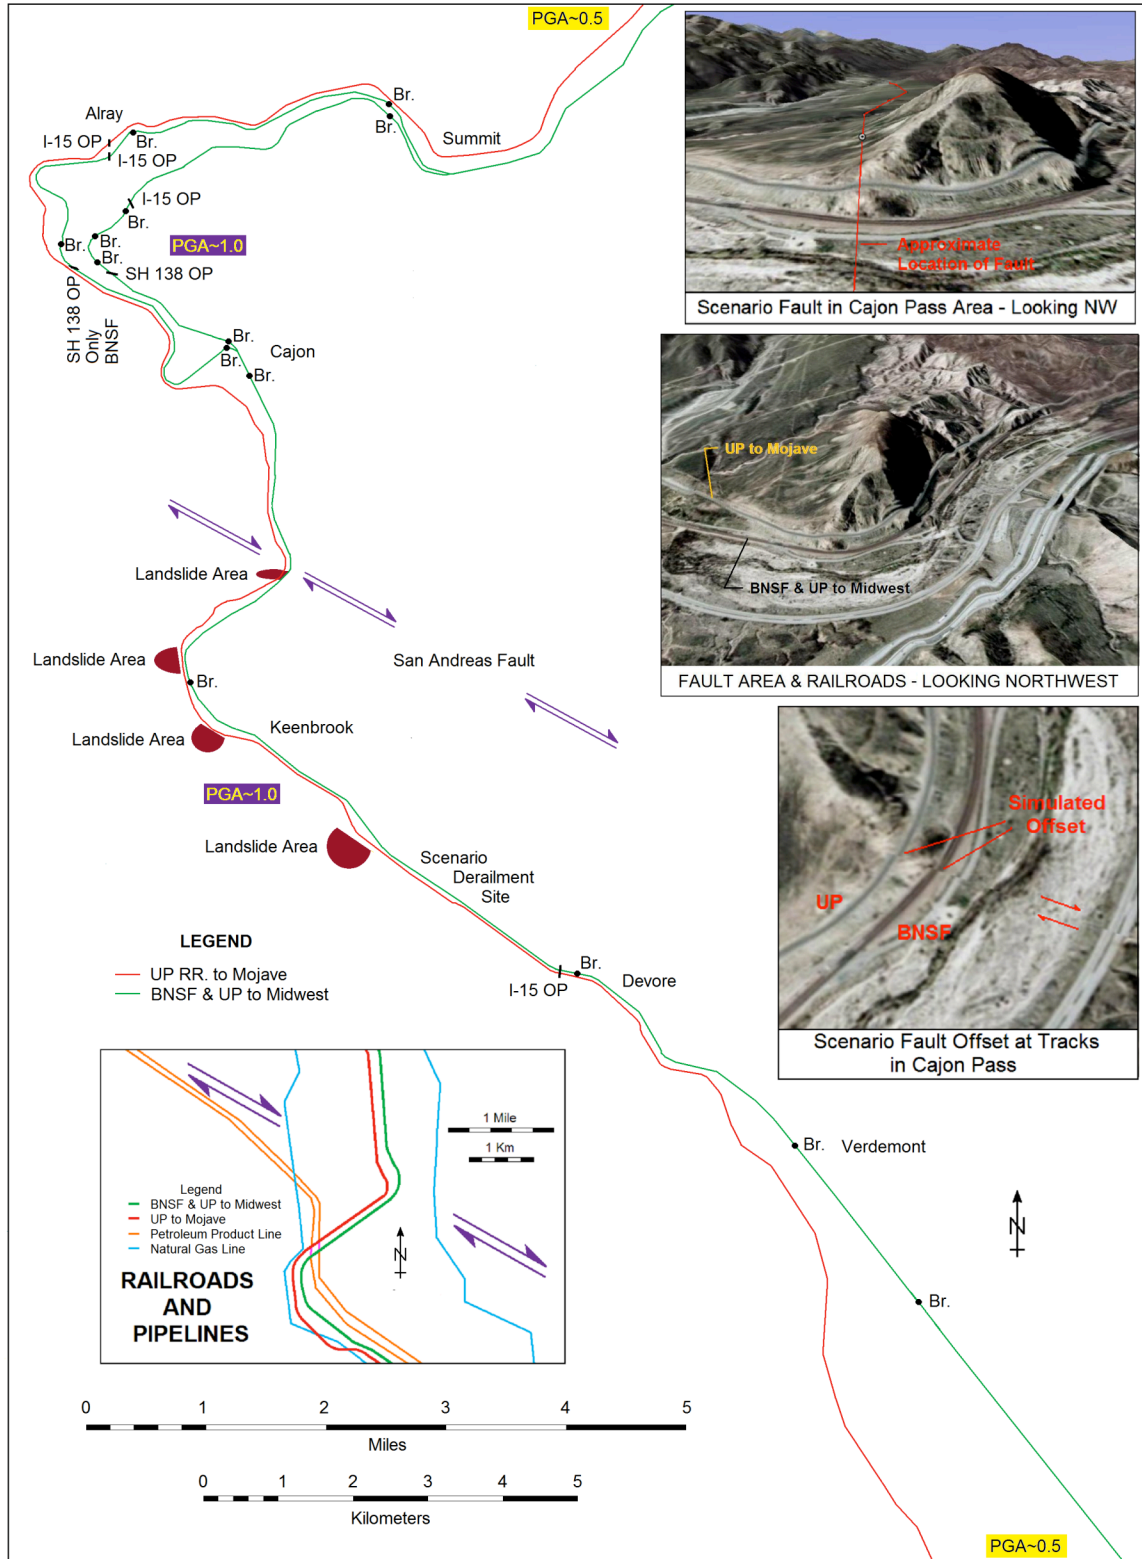 PGA~0.5
Br.
Br.
Alray
Summit
I-15 OP
Br.
I-15 OP
I-15 OP
Br.
Br.
Br.
PGA~1.0
Br.
SH 138 OP
SH 138 OP
Only
BNSF
Br.
Br.
Cajon
Br.
Landslide Area
Landslide Area
San Andreas Fault
Br.
Keenbrook
Landslide Area
PGA~1.0
Landslide Area
Scenario
Derailment
Site
LEGEND
UP RR. to Mojave
BNSF & UP to Midwest
Br.
I-15 OP
Devore
Br.
Verdemont
N
Br.
PGA~0.5
Approximate
Location of Fault
Scenario Fault in Cajon Pass Area - Looking NW
UP to Mojave
BNSF & UP to Midwest
FAULT AREA & RAILROADS - LOOKING NORTHWEST
Simulated
Offset
UP
BNSF
Scenario Fault Offset at Tracks
in Cajon Pass
1 Mile
1 Km
Legend
BNSF & UP to Midwest
UP to Mojave
Petroleum Product Line
Natural Gas Line
N
RAILROADS
AND
PIPELINES
0 1 2 3 4 5
Miles
0 1 2 3 4 5
Kilometers